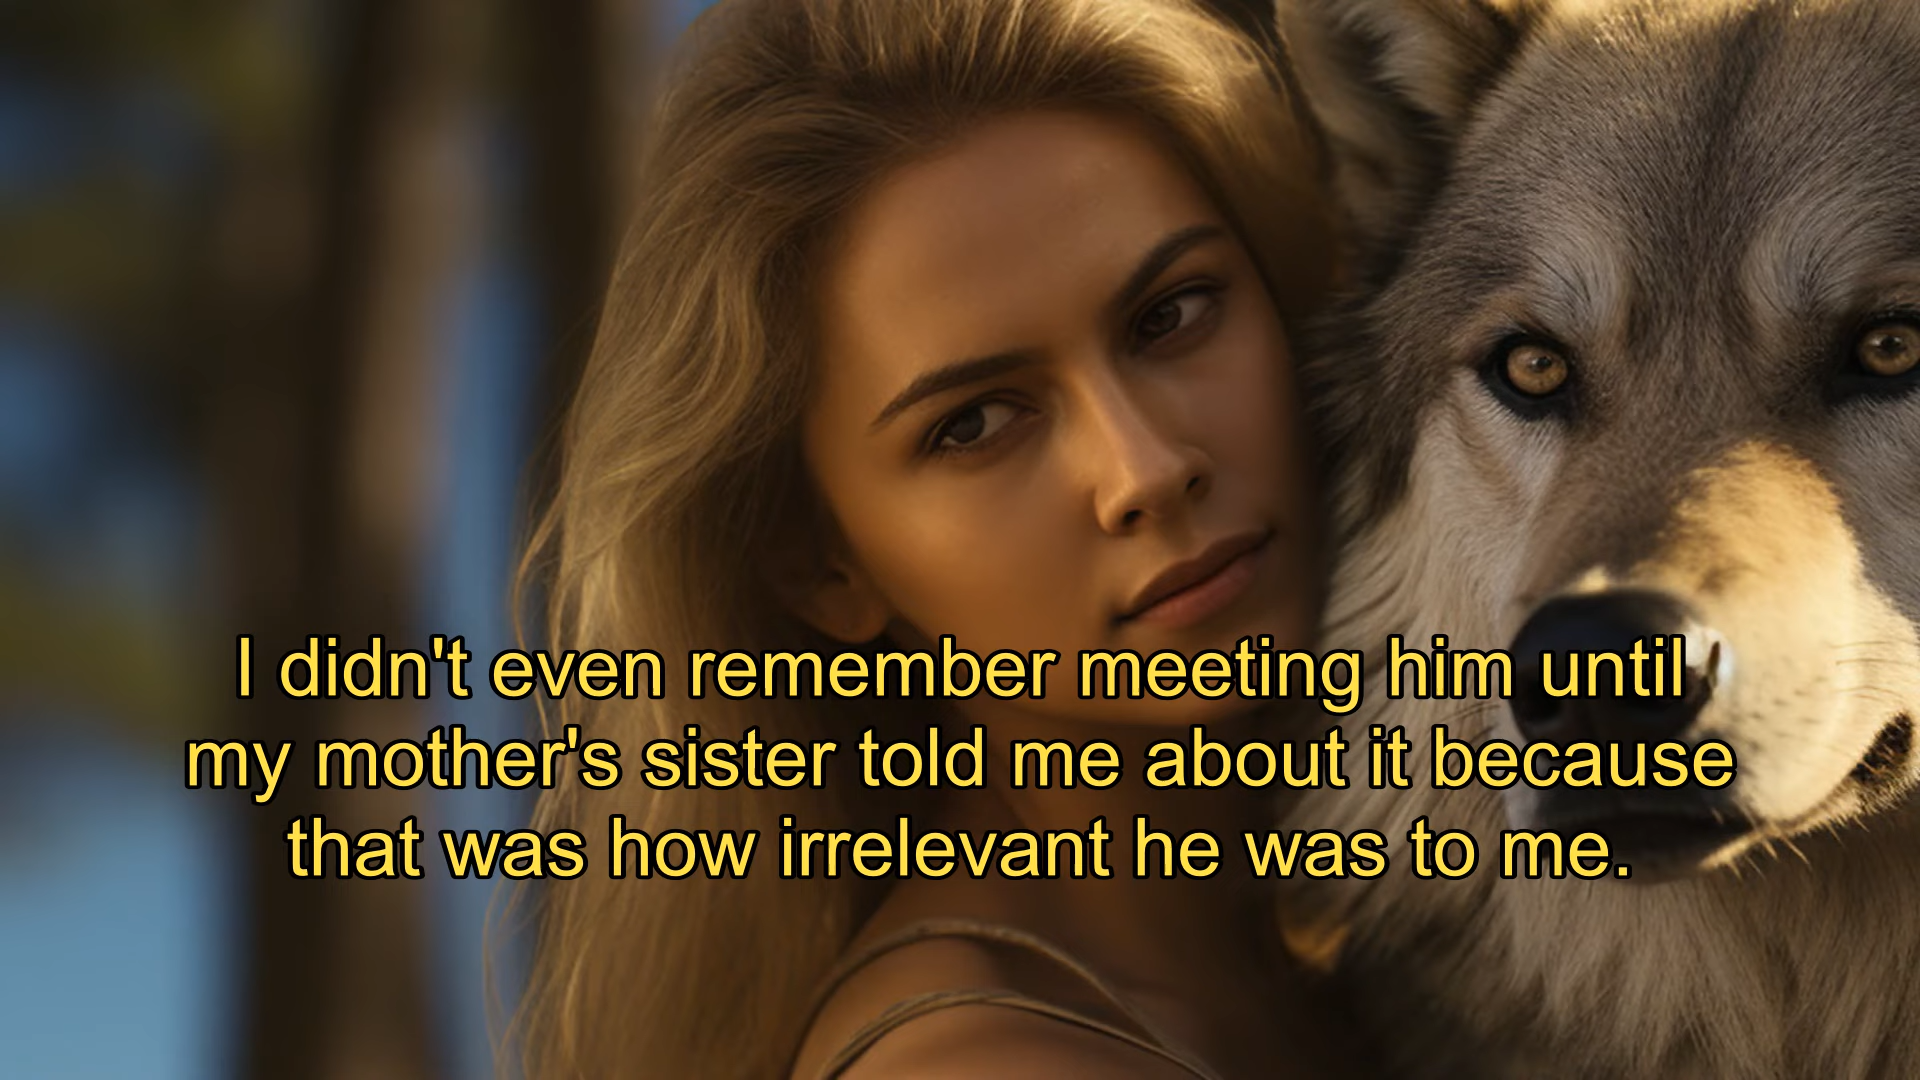 I didn't even remember meeting him until
my mother's sister told me about it because
that was how irrelevant he was to me.